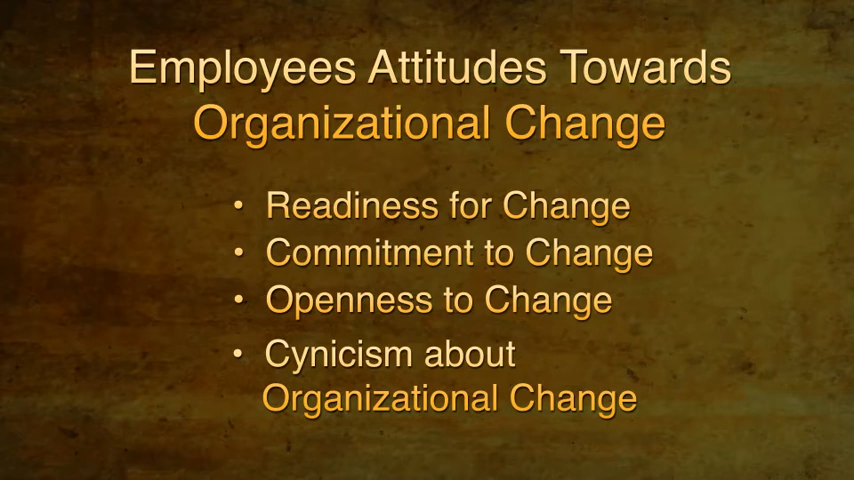 Employees Attitudes Towards
Organizational Change
• Readiness for Change
• Commitment to Change
• Openness to Change
• Cynicism about
Organizational Change